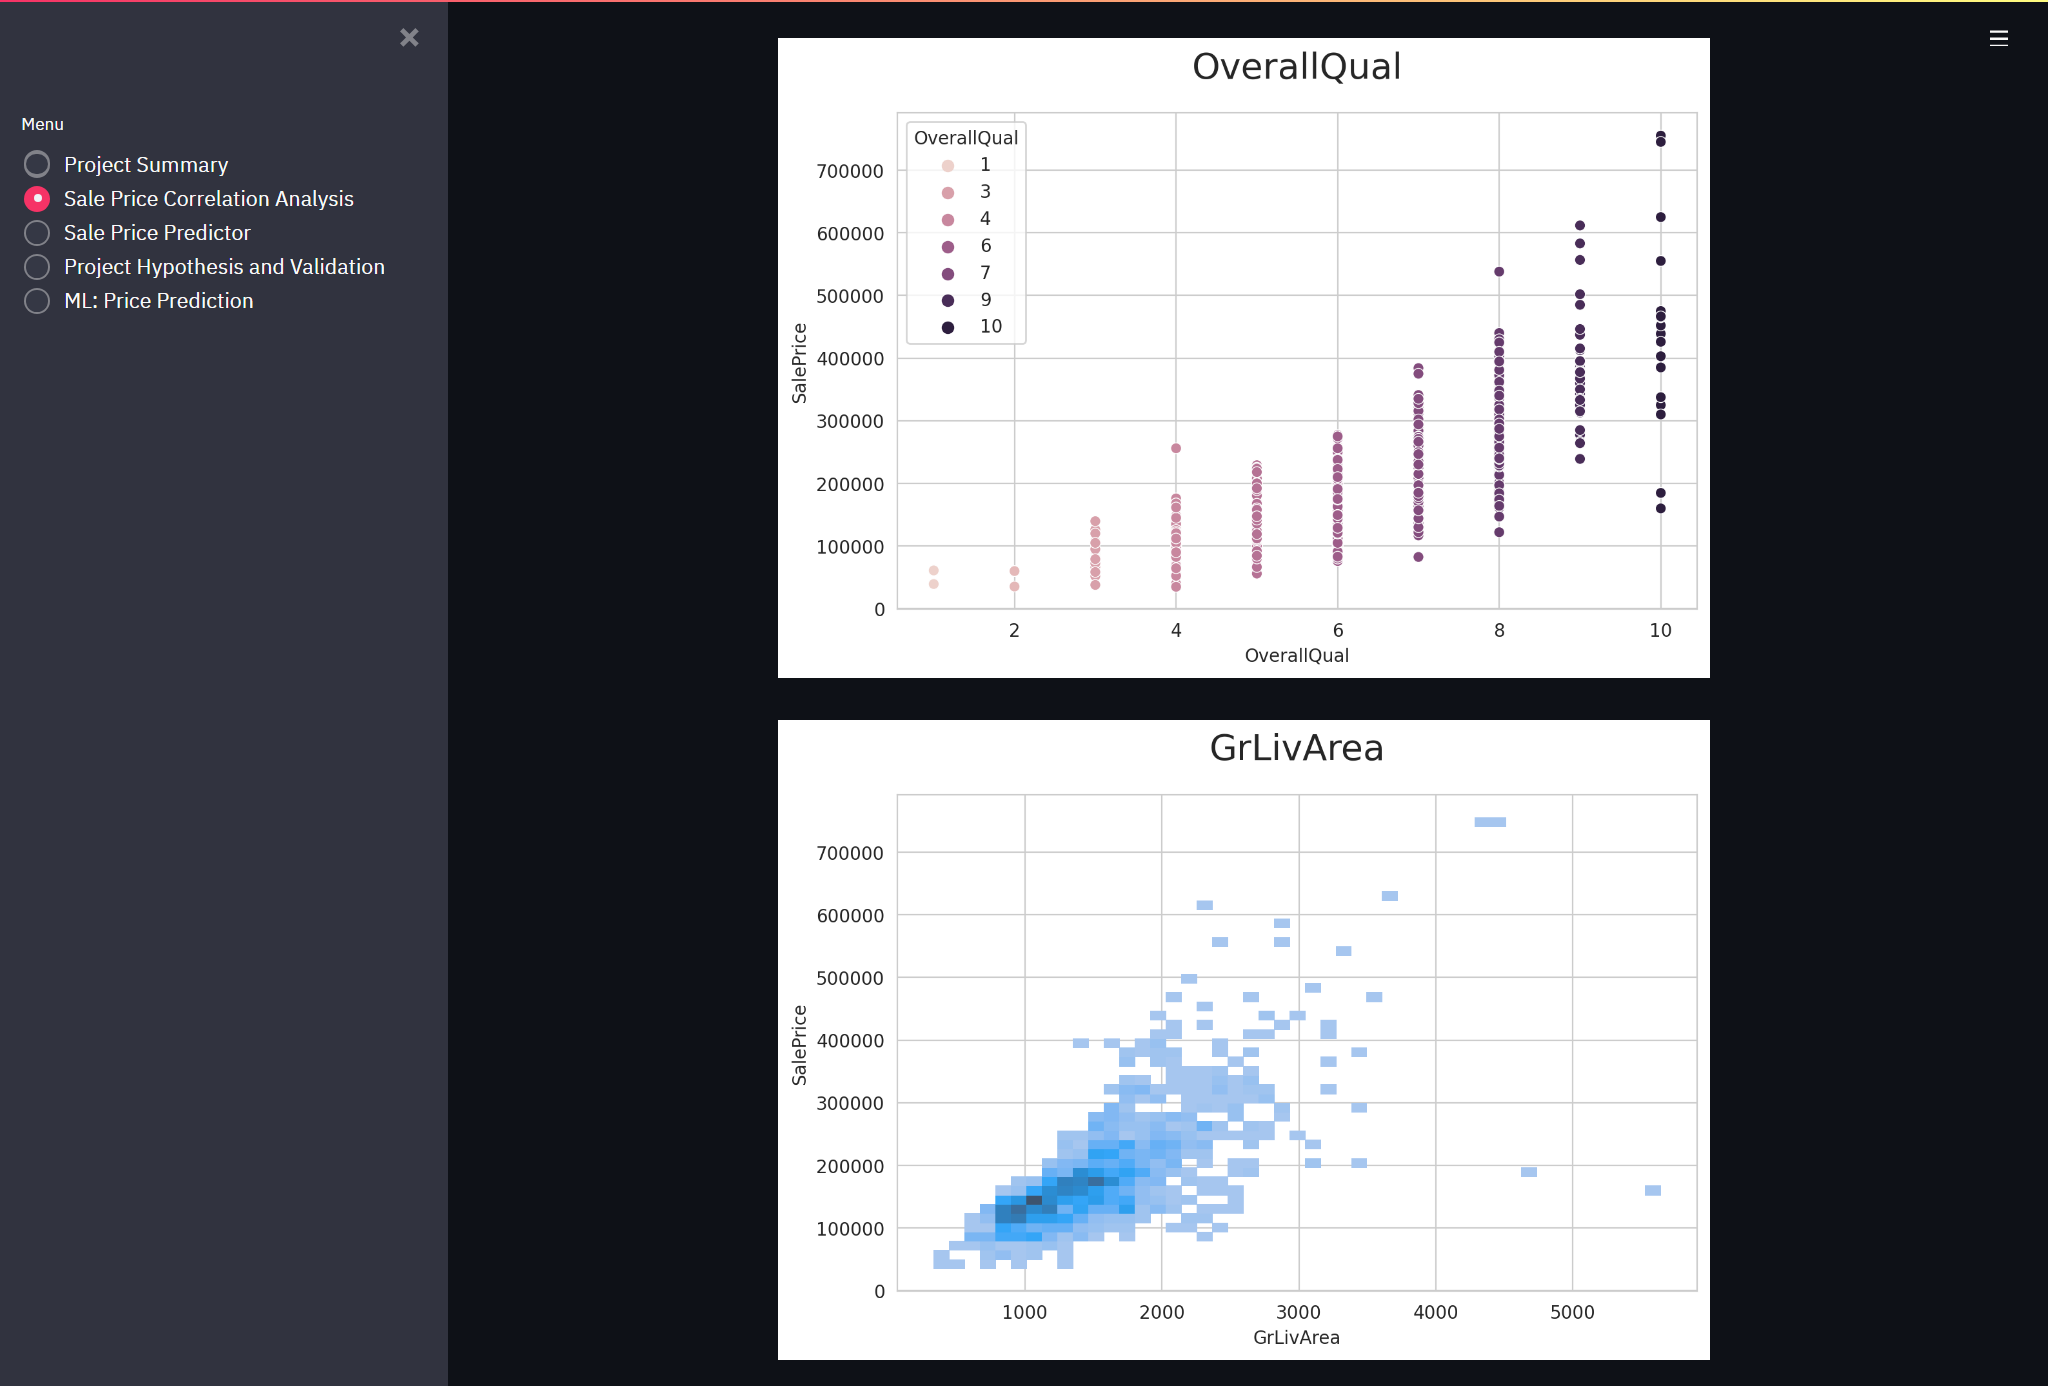 Menu
Project Summary
Sale Price Correlation Analysis
Sale Price Predictor
Project Hypothesis and Validation
ML: Price Prediction
OverallQual
OverallQual
1
3
4
6
7
9
10
700000
600000
500000
400000
300000
200000
100000
0
SalePrice
2 4 6 8 10
OverallQual
GrLivArea
700000
600000
500000
400000
300000
200000
100000
0
SalePrice
1000 2000 3000 4000 5000
GrLivArea